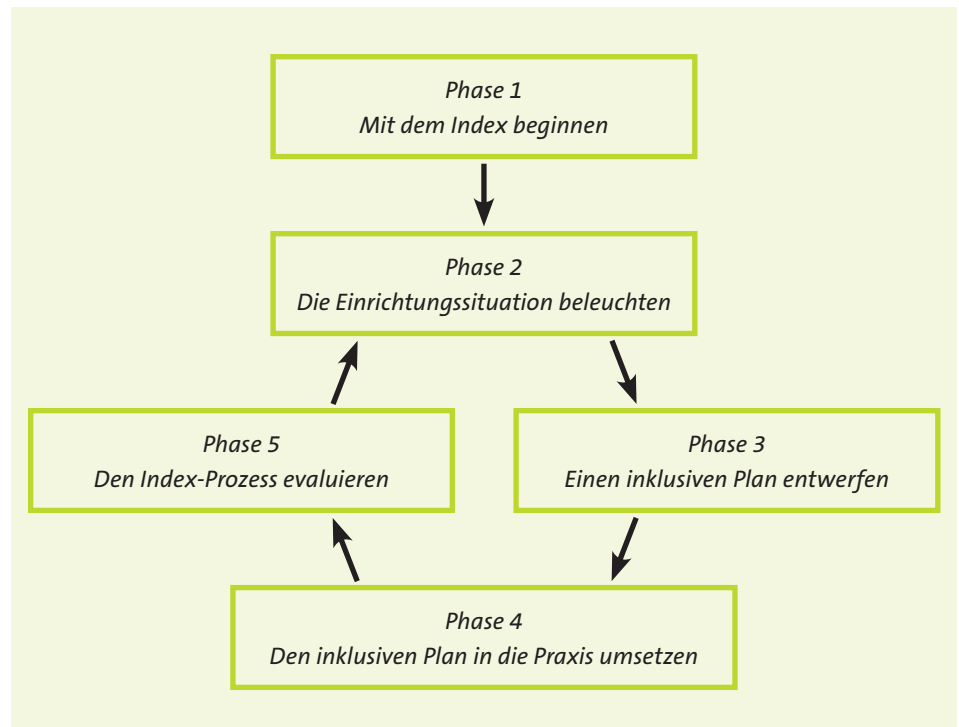 Phase 1
Mit dem Index beginnen
Phase 2
Die Einrichtungssituation beleuchten
Phase 3
Einen inklusiven Plan entwerfen
Phase 4
Den inklusiven Plan in die Praxis umsetzen
Phase 5
Den Index-Prozess evaluieren